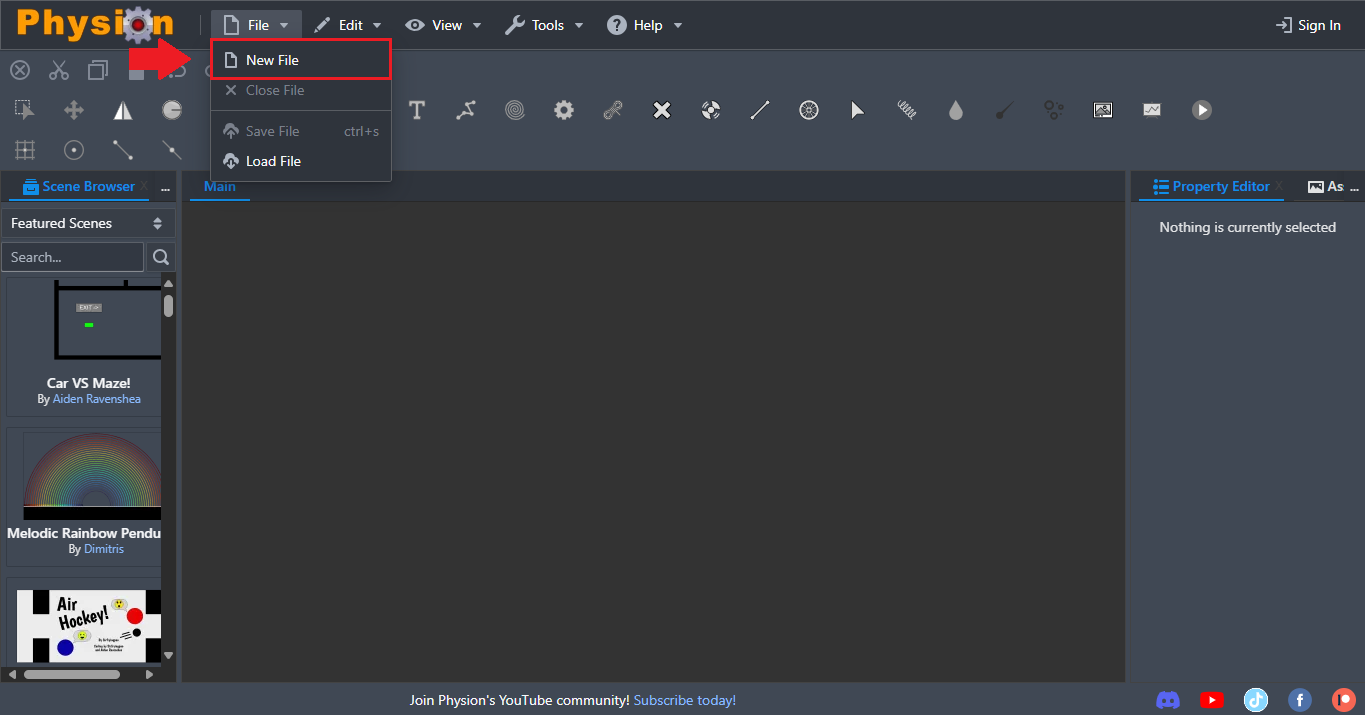 Physion
File
Edit
View
Tools
Help
Sign In
New File
Close File
Save File ctrl+s
Load File
Scene Browser
...
Main
Property Editor
As ...
Featured Scenes
Search...
Nothing is currently selected
EXIT ->
Car VS Maze!
By Aiden Ravenshea
Melodic Rainbow Pendu
By Dimitris
Air
Hockey!
Join Physion's YouTube community! Subscribe today!